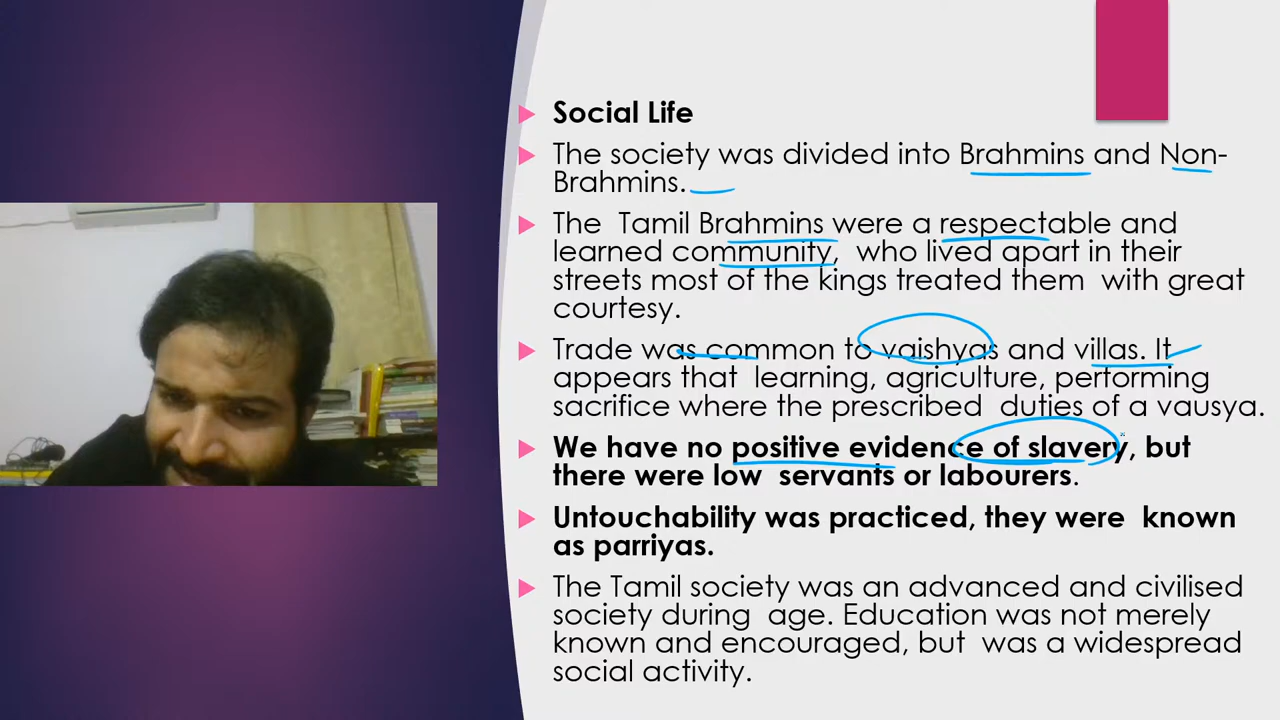 Social Life
The society was divided into Brahmins and Non-
Brahmins.
The Tamil Brahmins were a respectable and
learned community, who lived apart in their
streets most of the kings treated them with great
courtesy.
Trade was common to vaishyas and villas. It
appears that learning, agriculture, performing
sacrifice where the prescribed duties of a vausya.
We have no positive evidence of slavery, but
there were low servants or labourers.
Untouchability was practiced, they were known
as parriyas.
The Tamil society was an advanced and civilised
society during age. Education was not merely
known and encouraged, but was a widespread
social activity.